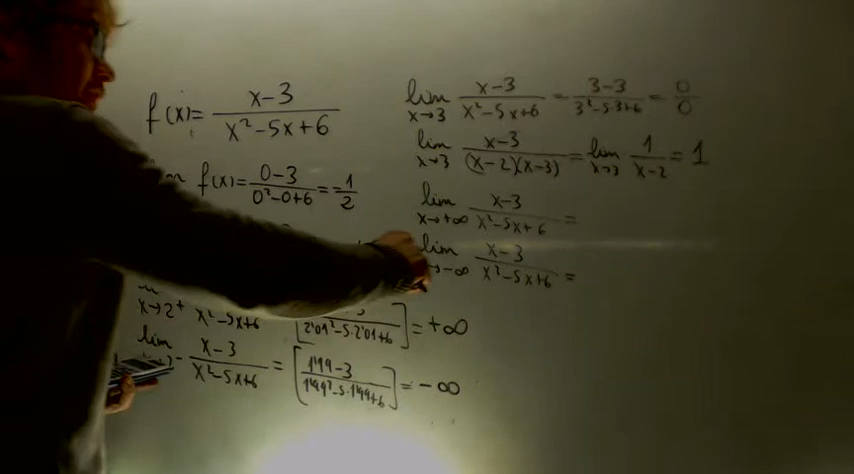 f(x) = x-3 / x²-5x+6
f(x) = 0-3 / 0²-0+6 = -1/2
x→2⁺ x²-5x+6 [ 2'01²-5·2'01+6 ] = +∞
lim x-3 / x²-5x+6 = [ 1'99-3 / 1'99²-5·1'99+6 ] = -∞
lim x→3 x-3 / x²-5x+6 = 3-3 / 3²-5·3+6 = 0/0
lim x→3 x-3 / (x-2)(x-3) = lim x→3 1 / x-2 = 1
lim x→+∞ x-3 / x²-5x+6 =
lim →-∞ x-3 / x²-5x+6 =